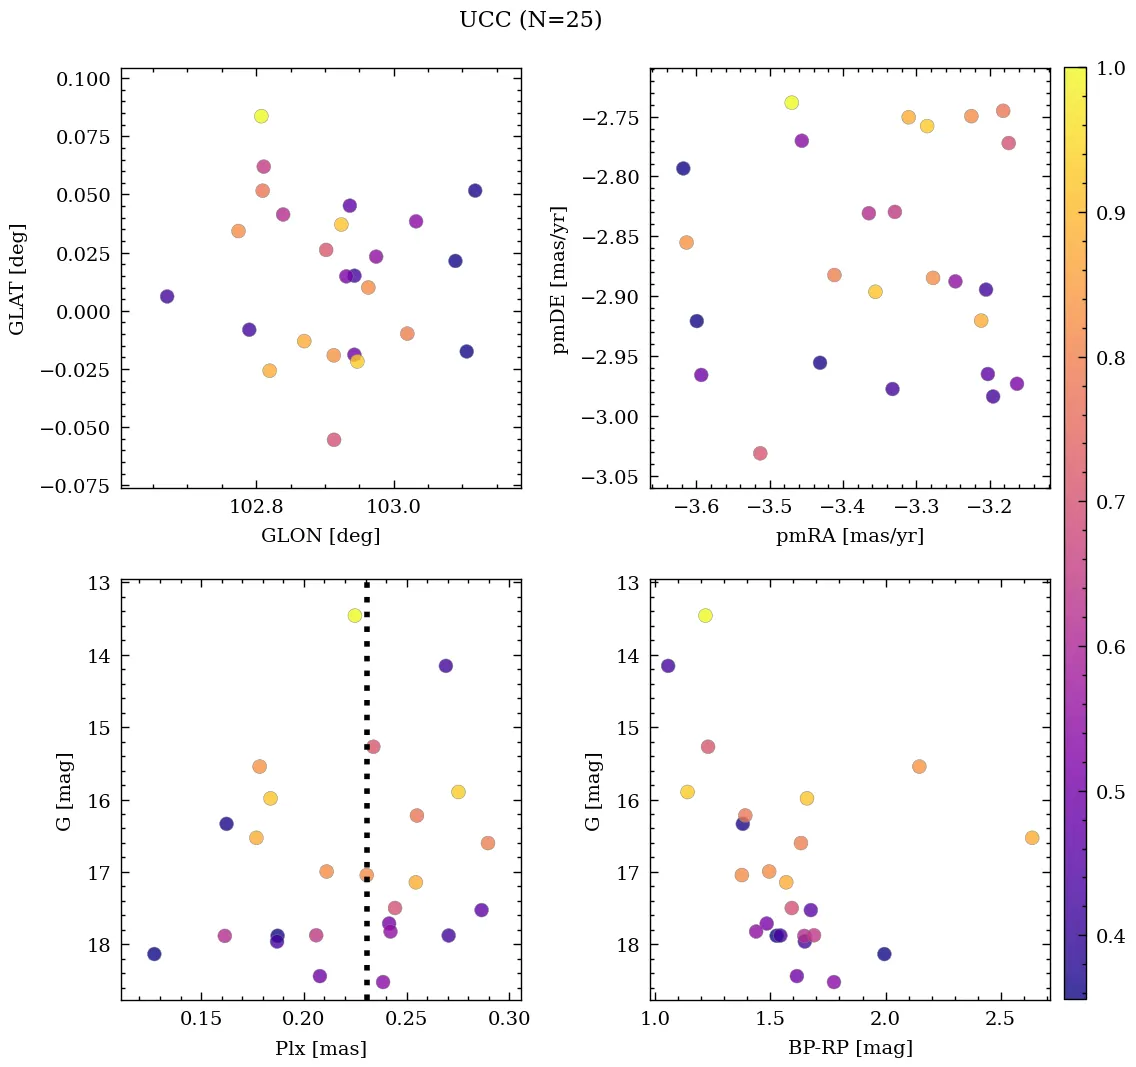 UCC (N=25)
0.100
0.075
0.050
0.025
0.000
−0.025
−0.050
−0.075
GLAT [deg]
102.8 103.0
GLON [deg]
−2.75
−2.80
−2.85
−2.90
−2.95
−3.00
−3.05
pmDE [mas/yr]
−3.6 −3.5 −3.4 −3.3 −3.2
pmRA [mas/yr]
13
14
15
16
17
18
G [mag]
0.15 0.20 0.25 0.30
Plx [mas]
13
14
15
16
17
18
G [mag]
1.0 1.5 2.0 2.5
BP-RP [mag]
1.0
0.9
0.8
0.7
0.6
0.5
0.4